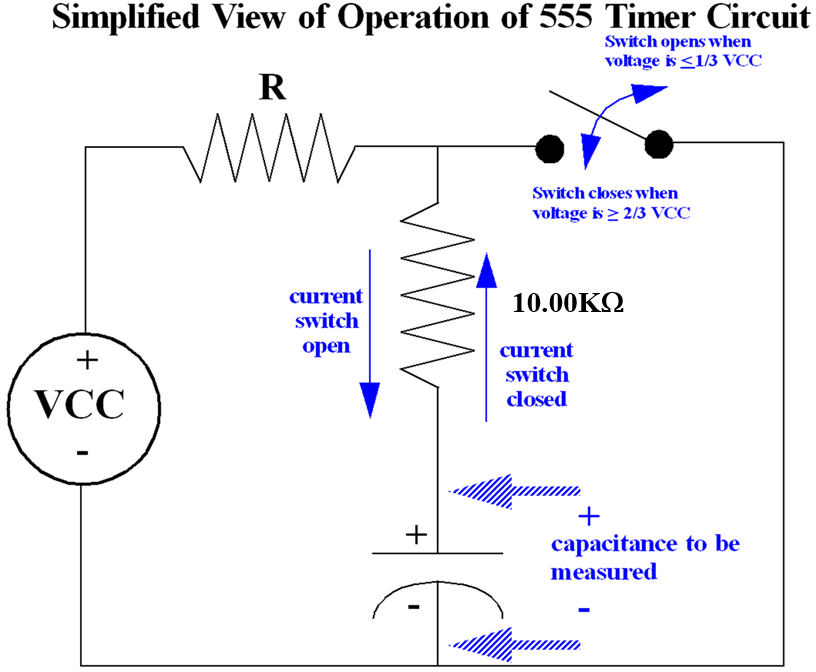 Simplified View of Operation of 555 Timer Circuit
Switch opens when
voltage is ≤1/3 VCC
R
Switch closes when
voltage is ≥ 2/3 VCC
current
switch
open
10.00KΩ
current
switch
closed
+
VCC
-
+
-
+
capacitance to be
measured
-